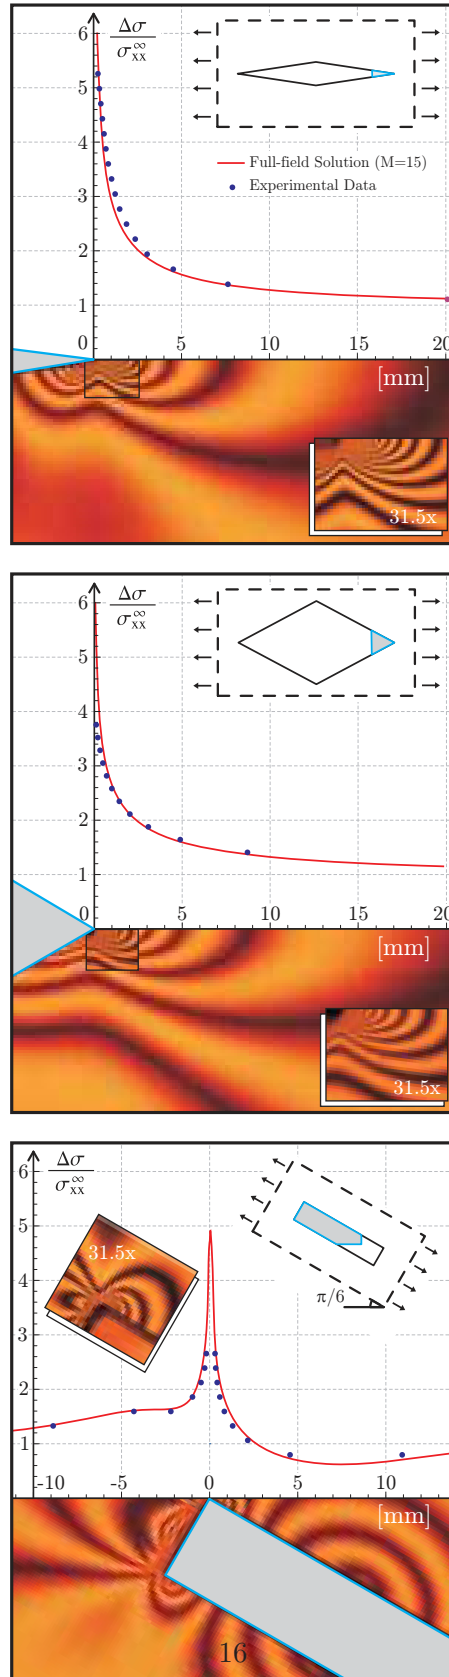 6
Δσ
σ∞xx
5
4
Full-field Solution (M=15)
Experimental Data
3
2
1
0 5 10 15 20
[mm]
31.5x
6
Δσ
σ∞xx
5
4
3
2
1
0 5 10 15 20
[mm]
31.5x
6
Δσ
σ∞xx
5
31.5x
4
π/6
3
2
1
-10 -5 0 5 10
[mm]
16